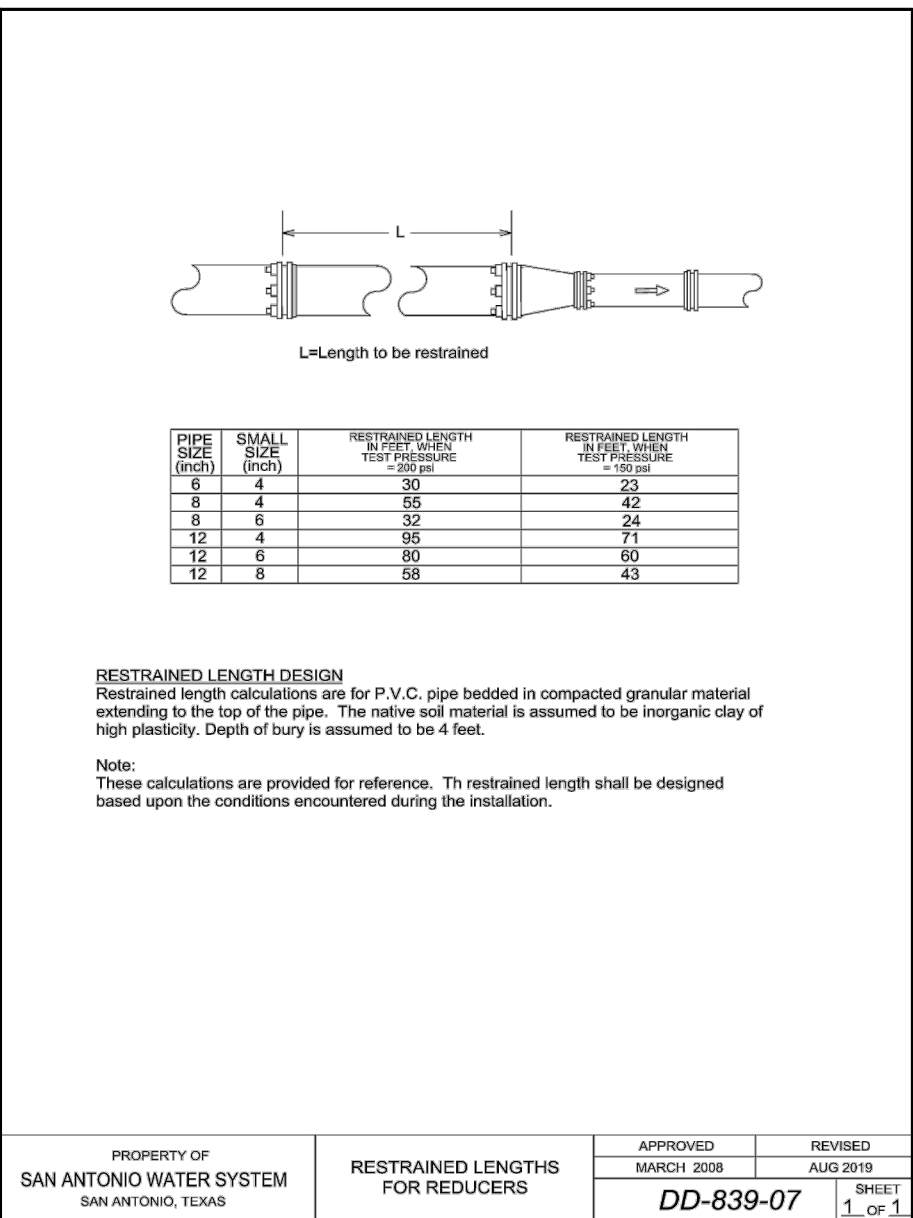 L
L=Length to be restrained
PIPE SIZE (inch) SMALL SIZE (inch) RESTRAINED LENGTH IN FEET, WHEN TEST PRESSURE = 200 psi RESTRAINED LENGTH IN FEET, WHEN TEST PRESSURE = 150 psi
6 4 30 23
8 4 55 42
8 6 32 24
12 4 95 71
12 6 80 60
12 8 58 43
RESTRAINED LENGTH DESIGN
Restrained length calculations are for P.V.C. pipe bedded in compacted granular material
extending to the top of the pipe. The native soil material is assumed to be inorganic clay of
high plasticity. Depth of bury is assumed to be 4 feet.
Note:
These calculations are provided for reference. Th restrained length shall be designed
based upon the conditions encountered during the installation.
PROPERTY OF
SAN ANTONIO WATER SYSTEM
SAN ANTONIO, TEXAS
RESTRAINED LENGTHS
FOR REDUCERS
APPROVED REVISED
MARCH 2008 AUG 2019
DD-839-07
SHEET
1 OF 1